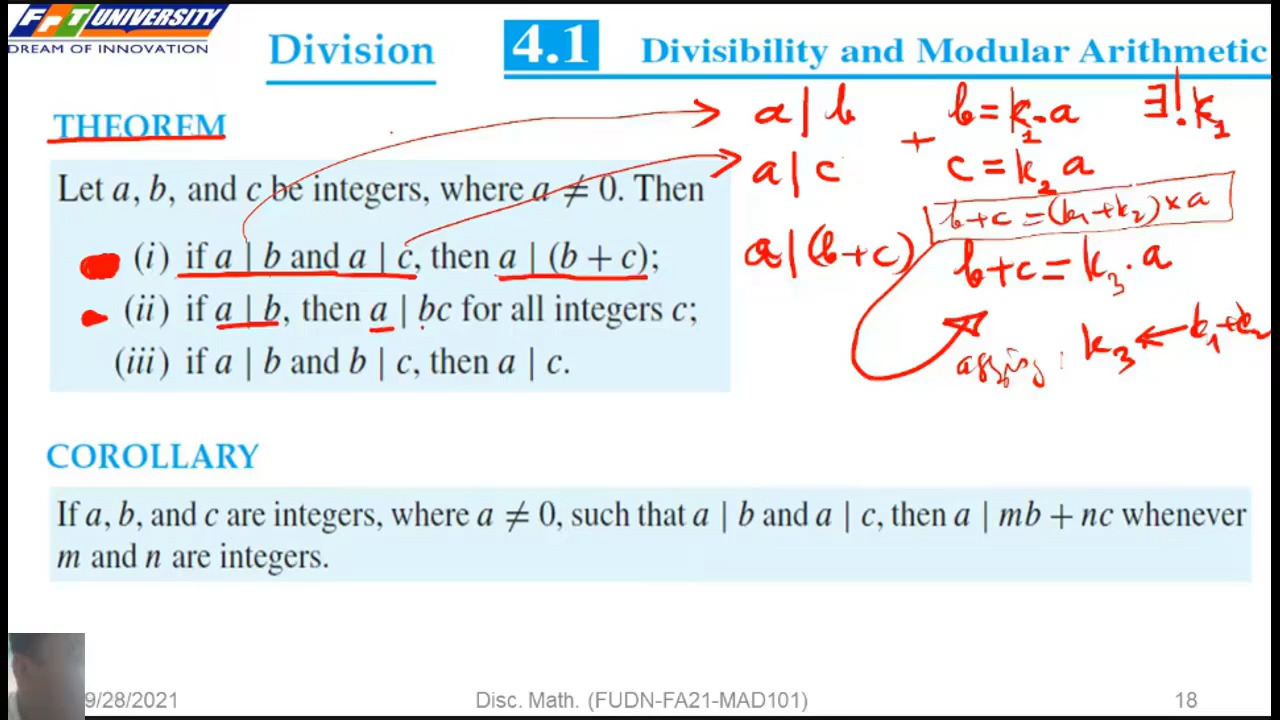 FPT UNIVERSITY
DREAM OF INNOVATION
Division
4.1 Divisibility and Modular Arithmetic
THEOREM
Let a, b, and c be integers, where a ≠ 0. Then
(i) if a | b and a | c, then a | (b + c);
(ii) if a | b, then a | bc for all integers c;
(iii) if a | b and b | c, then a | c.
a | b b = k₁.a ∃! k₁
+
a | c c = k₂ a
b+c = (k₁+k₂) × a
a | (b+c) b+c = k₃ . a
k₃ ← k₁+k₂
COROLLARY
If a, b, and c are integers, where a ≠ 0, such that a | b and a | c, then a | mb + nc whenever
m and n are integers.
9/28/2021 Disc. Math. (FUDN-FA21-MAD101) 18